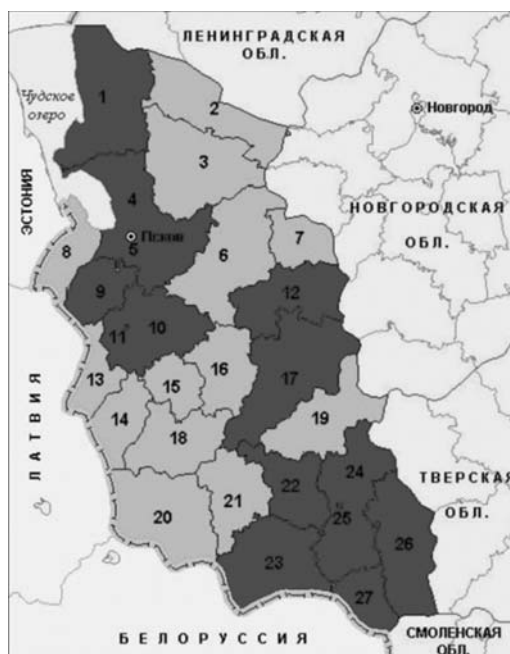 ЛЕНИНГРАДСКАЯ
ОБЛ.
1
Чудское
озеро
2
Новгород
3
ЭСТОНИЯ
4
НОВГОРОДСКАЯ
ОБЛ.
Псков
5
6
7
8
9
10
11
12
13
14
15
16
17
18
19
ЛАТВИЯ
20
21
22
23
24
25
26
27
ТВЕРСКАЯ
ОБЛ.
БЕЛОРУССИЯ
СМОЛЕНСКАЯ
ОБЛ.